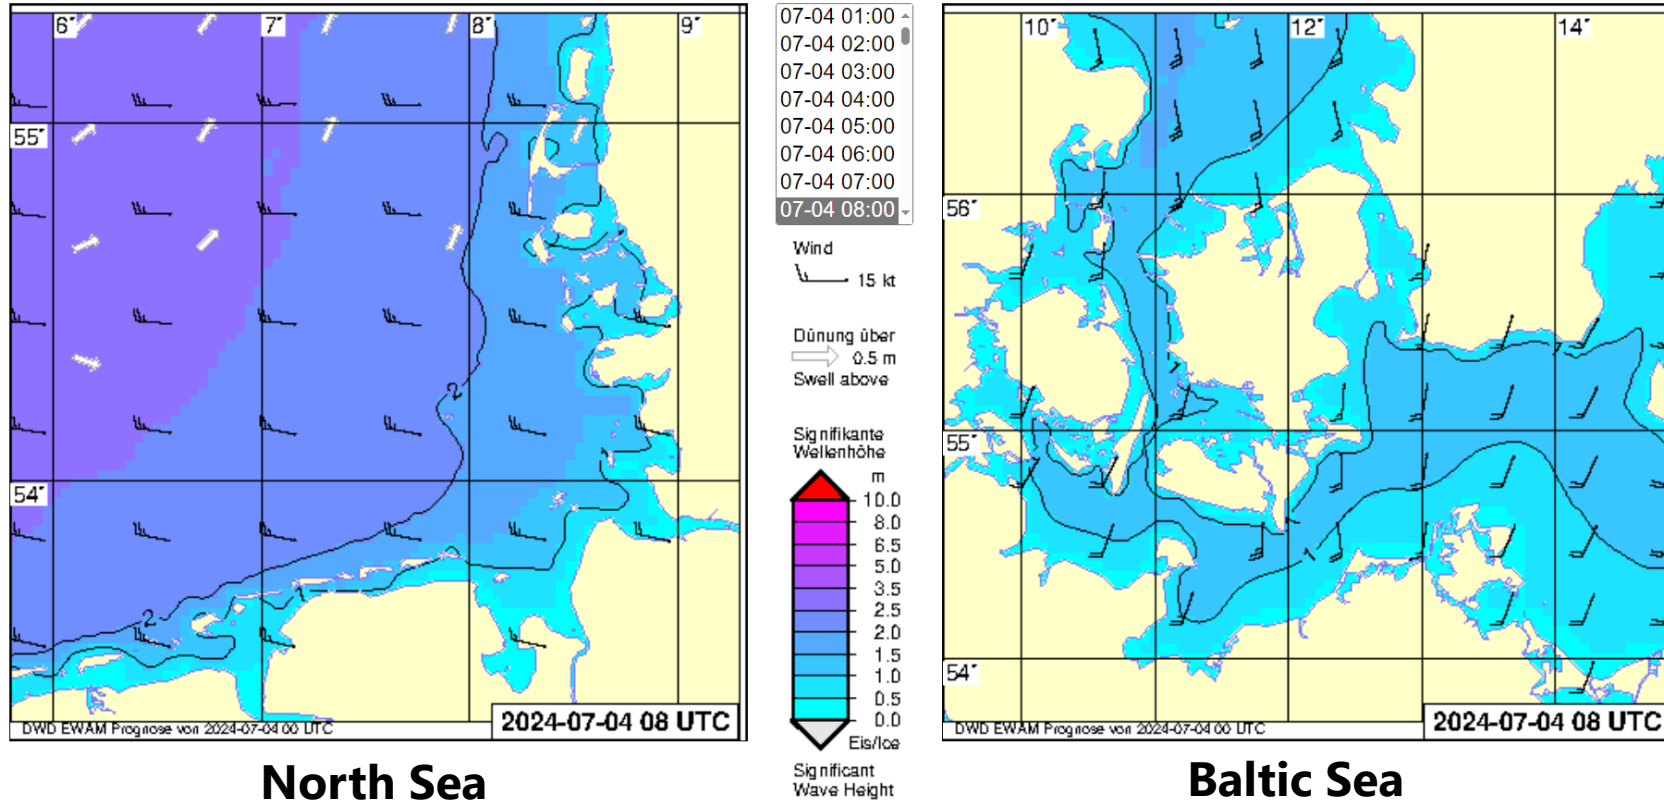 6°
7°
8°
9°
55°
54°
2
2
1
DWD EWAM Prognose von 2024-07-04 00 UTC
2024-07-04 08 UTC
North Sea
07-04 01:00
07-04 02:00
07-04 03:00
07-04 04:00
07-04 05:00
07-04 06:00
07-04 07:00
07-04 08:00
Wind
15 kt
Dünung über
0.5 m
Swell above
Signifikante
Wellenhöhe
m
10.0
8.0
6.5
5.0
3.5
2.5
2.0
1.5
1.0
0.5
0.0
Eis/Ice
Significant
Wave Height
10°
12°
14°
56°
55°
54°
1
1
DWD EWAM Prognose von 2024-07-04 00 UTC
2024-07-04 08 UTC
Baltic Sea